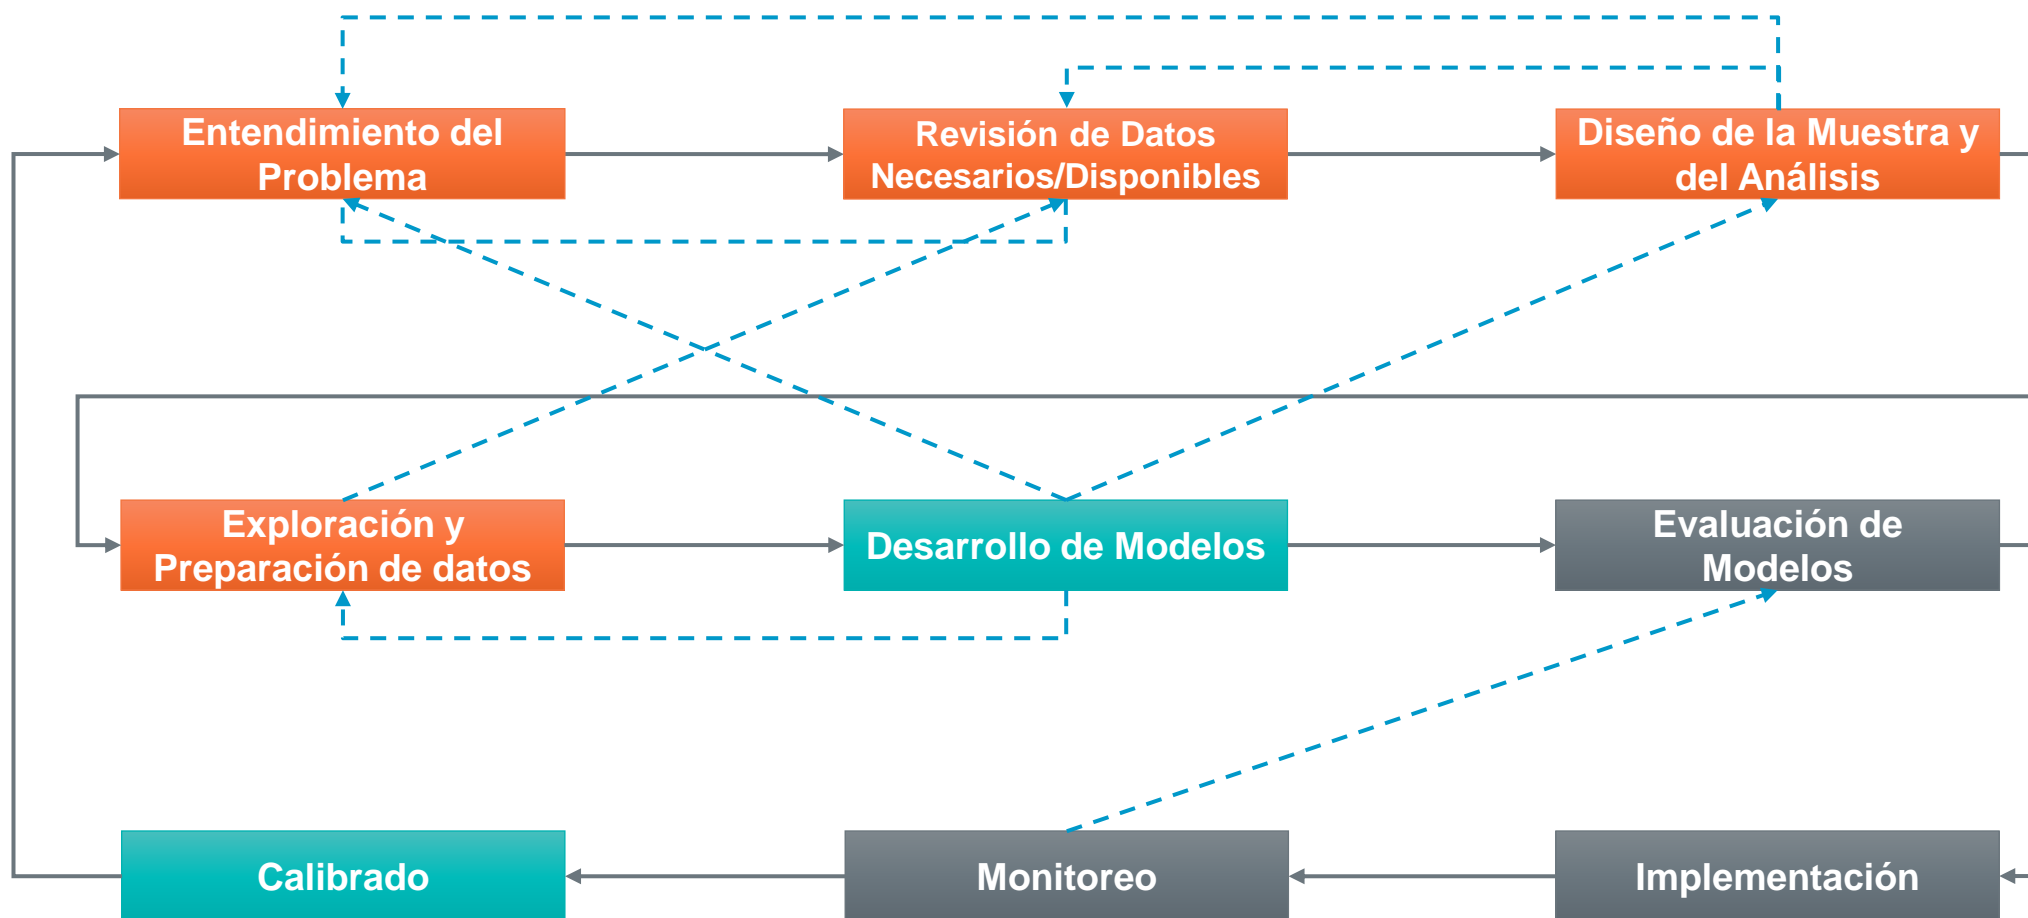 Entendimiento del
Problema
Revisión de Datos
Necesarios/Disponibles
Diseño de la Muestra y
del Análisis
Exploración y
Preparación de datos
Desarrollo de Modelos
Evaluación de
Modelos
Calibrado
Monitoreo
Implementación